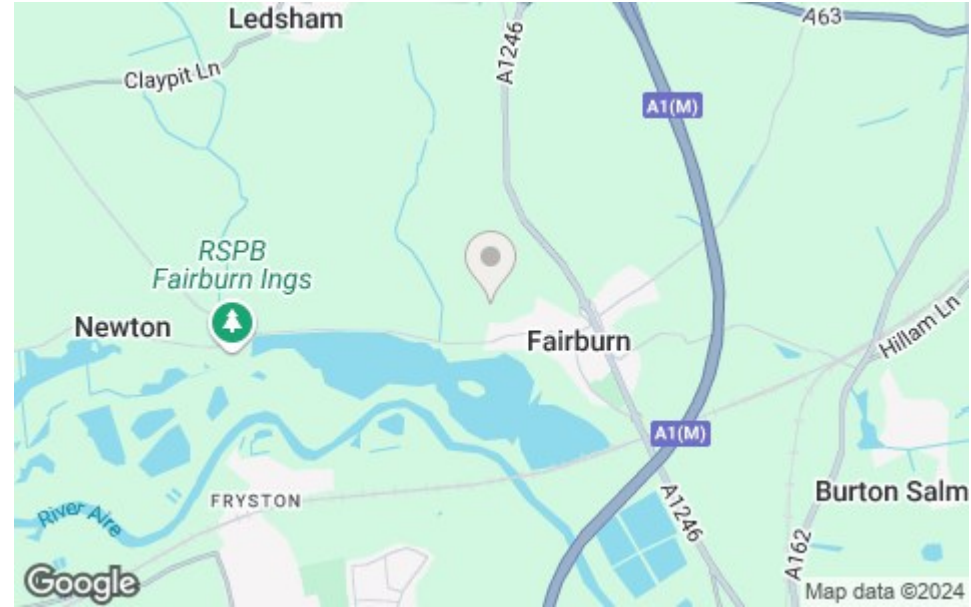 Ledsham
A63
A1246
Claypit Ln
A1(M)
RSPB
Fairburn Ings
Newton
Fairburn
Hillam Ln
A1(M)
FRYSTON
Burton Salm
River Aire
A1246
A162
Google
Map data ©2024